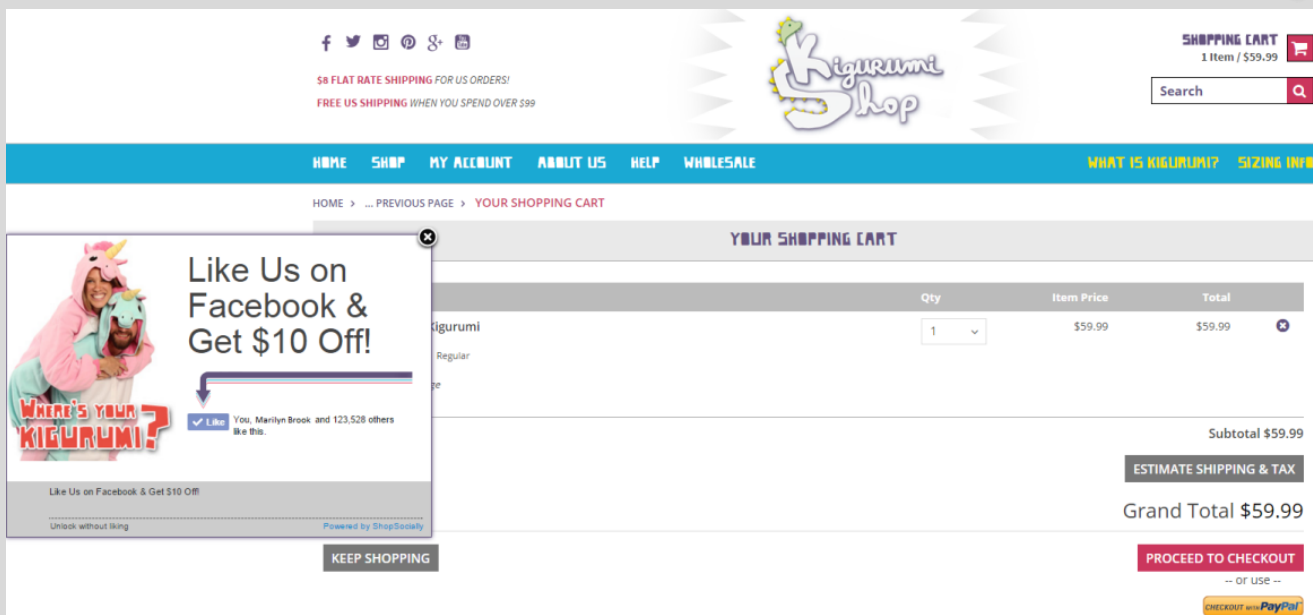 SHOPPING CART
1 Item / $59.99
$8 FLAT RATE SHIPPING FOR US ORDERS!
FREE US SHIPPING WHEN YOU SPEND OVER $99
Kigurumi
Shop
Search
HOME SHOP MY ACCOUNT ABOUT US HELP WHOLESALE WHAT IS KIGURUMI? SIZING INFO
HOME > ... PREVIOUS PAGE > YOUR SHOPPING CART
YOUR SHOPPING CART
Like Us on
Facebook &
Get $10 Off!
WHERE'S YOUR
KIGURUMI?
Like
You, Marilyn Brook and 123,528 others
like this.
Like Us on Facebook & Get $10 Off!
Unlock without liking
Powered by ShopSocially
Qty Item Price Total
Kigurumi 1 $59.99 $59.99
Regular
Subtotal $59.99
ESTIMATE SHIPPING & TAX
Grand Total $59.99
KEEP SHOPPING
PROCEED TO CHECKOUT
-- or use --
CHECKOUT WITH PayPal